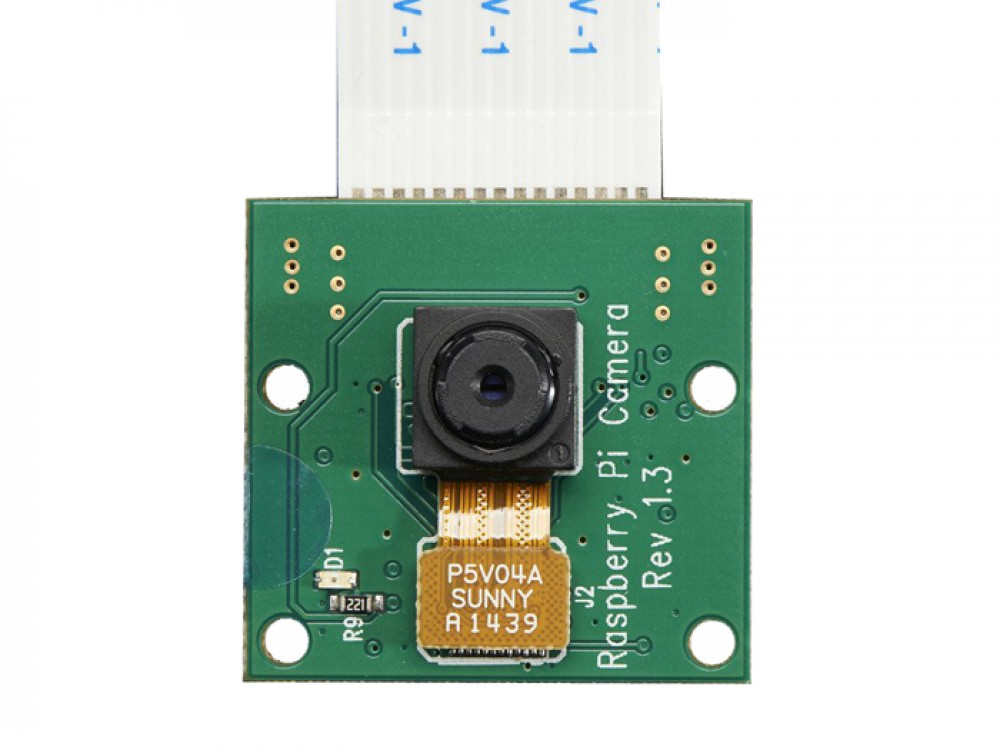 V -1
V -1
V -1
Raspberry Pi Camera
Rev 1.3
D1
221
R9
J2
P5V04A
SUNNY
A1439